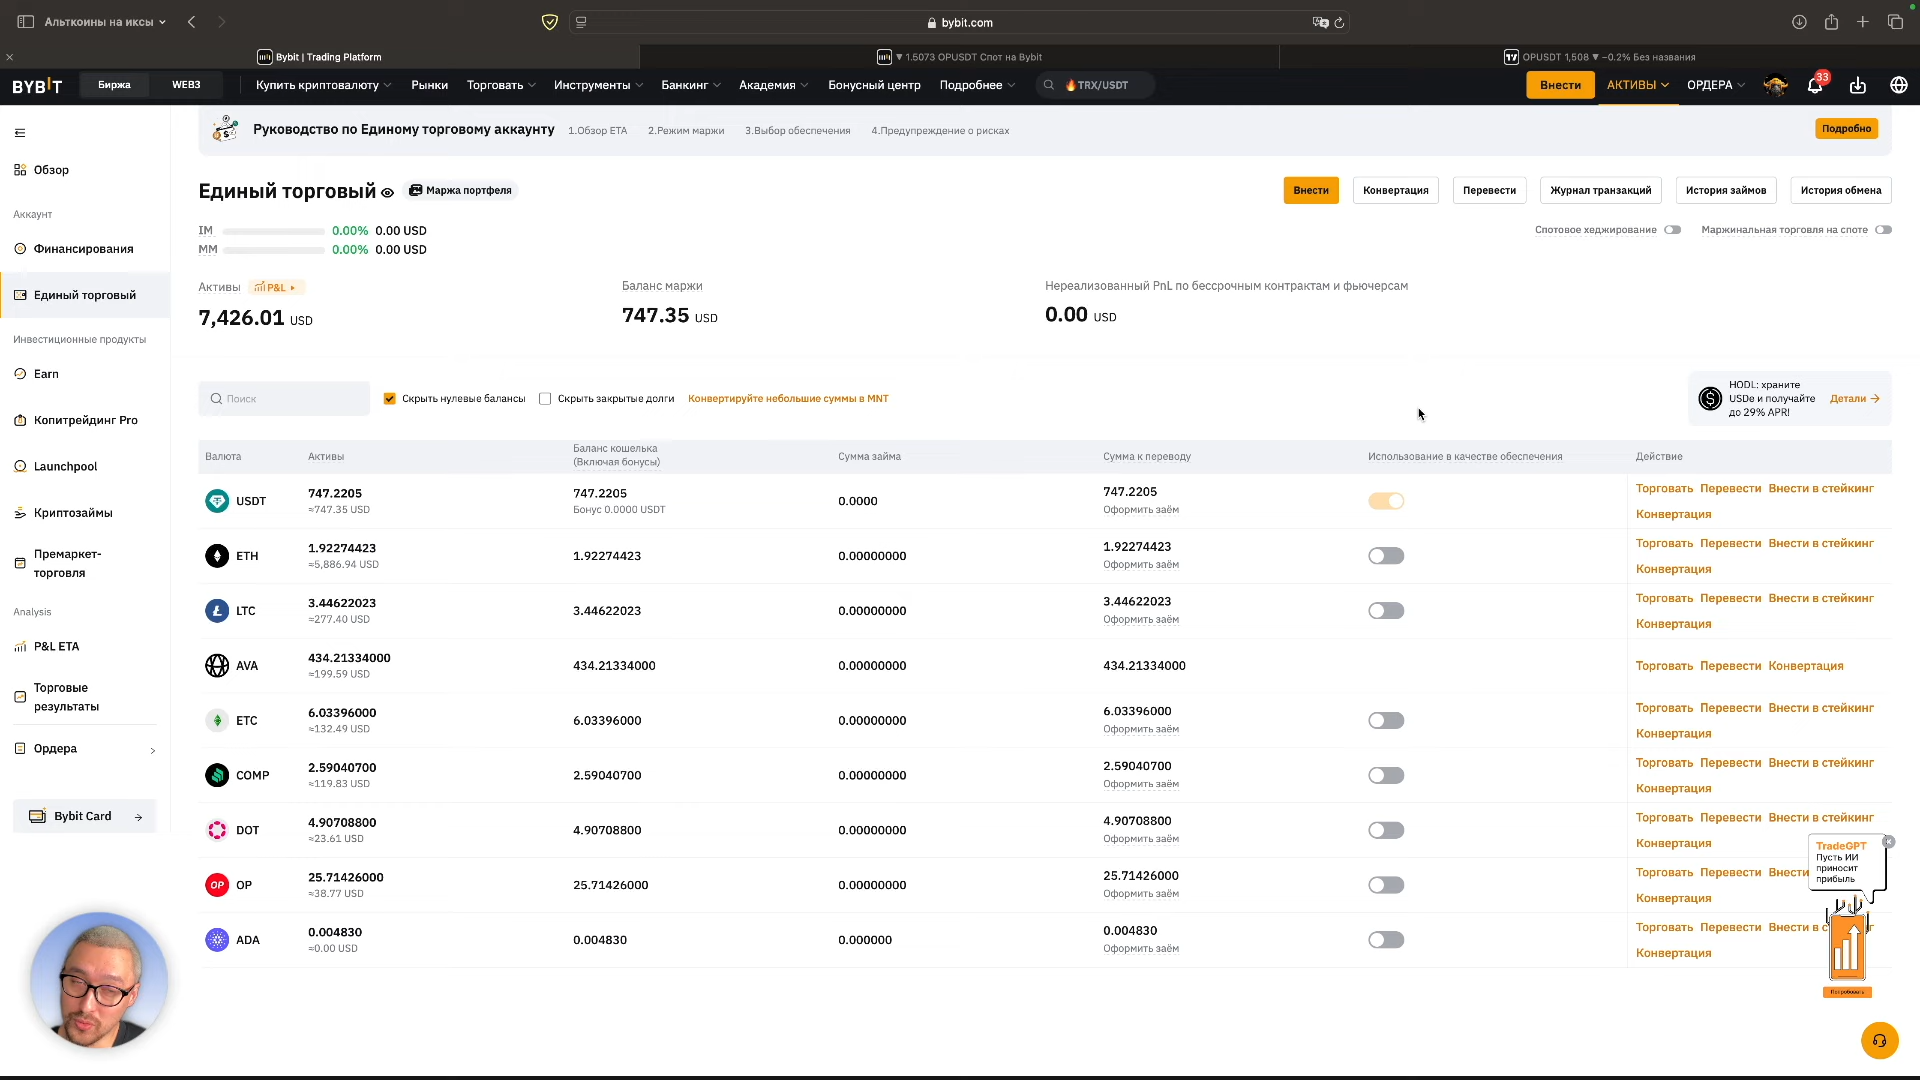 Альткоины на иксы
bybit.com
Bybit | Trading Platform
▼ 1.5073 OPUSDT Спот на Bybit
OPUSDT 1,508 ▼ −0.2% Без названия
BYBIT
Биржа
WEB3
Купить криптовалюту
Рынки
Торговать
Инструменты
Банкинг
Академия
Бонусный центр
Подробнее
TRX/USDT
Внести
АКТИВЫ
ОРДЕРА
33
Руководство по Единому торговому аккаунту
1.Обзор ЕТА
2.Режим маржи
3.Выбор обеспечения
4.Предупреждение о рисках
Подробно
Обзор
Аккаунт
Финансирования
Единый торговый
Инвестиционные продукты
Earn
Копитрейдинг Pro
Launchpool
Криптозаймы
Премаркет-
торговля
Analysis
P&L ETA
Торговые
результаты
Ордера
Bybit Card
Единый торговый
Маржа портфеля
Внести
Конвертация
Перевести
Журнал транзакций
История займов
История обмена
IM 0.00% 0.00 USD
MM 0.00% 0.00 USD
Спотовое хеджирование
Маржинальная торговля на споте
Активы
P&L
7,426.01 USD
Баланс маржи
747.35 USD
Нереализованный PnL по бессрочным контрактам и фьючерсам
0.00 USD
Поиск
Скрыть нулевые балансы
Скрыть закрытые долги
Конвертируйте небольшие суммы в MNT
HODL: храните
USDe и получайте
до 29% APR!
Детали
Валюта
Активы
Баланс кошелька
(Включая бонусы)
Сумма займа
Сумма к переводу
Использование в качестве обеспечения
Действие
USDT
747.2205
≈747.35 USD
747.2205
Бонус 0.0000 USDT
0.0000
747.2205
Оформить заём
Торговать Перевести Внести в стейкинг
Конвертация
ETH
1.92274423
≈5,886.94 USD
1.92274423
0.00000000
1.92274423
Оформить заём
Торговать Перевести Внести в стейкинг
Конвертация
LTC
3.44622023
≈277.40 USD
3.44622023
0.00000000
3.44622023
Оформить заём
Торговать Перевести Внести в стейкинг
Конвертация
AVA
434.21334000
≈199.59 USD
434.21334000
0.00000000
434.21334000
Торговать Перевести Конвертация
ETC
6.03396000
≈132.49 USD
6.03396000
0.00000000
6.03396000
Оформить заём
Торговать Перевести Внести в стейкинг
Конвертация
COMP
2.59040700
≈119.83 USD
2.59040700
0.00000000
2.59040700
Оформить заём
Торговать Перевести Внести в стейкинг
Конвертация
DOT
4.90708800
≈23.61 USD
4.90708800
0.00000000
4.90708800
Оформить заём
Торговать Перевести Внести в стейкинг
Конвертация
OP
OP
25.71426000
≈38.77 USD
25.71426000
0.00000000
25.71426000
Оформить заём
Торговать Перевести Внести
Конвертация
ADA
0.004830
≈0.00 USD
0.004830
0.000000
0.004830
Оформить заём
Торговать Перевести Внести в с
Конвертация
TradeGPT
Пусть ИИ
приносит
прибыль
Попробовать